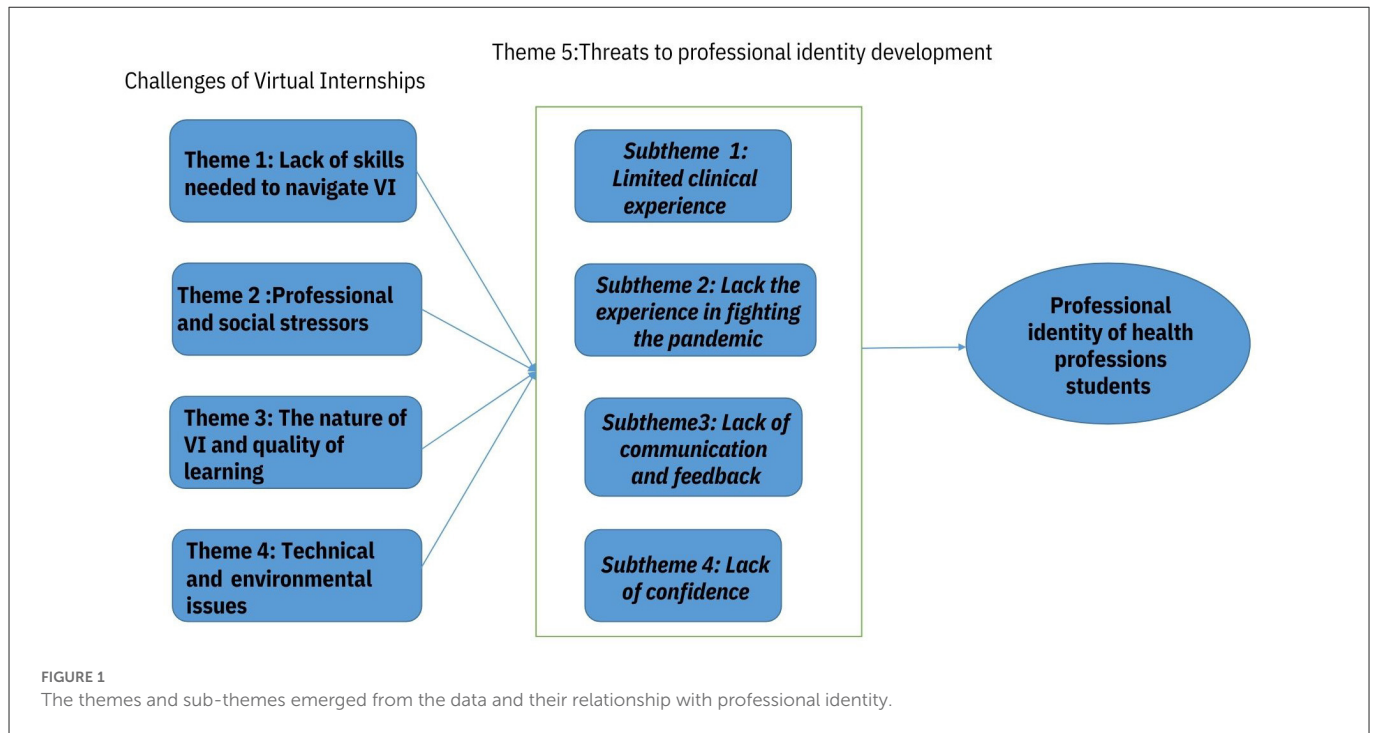 Theme 5:Threats to professional identity development
Challenges of Virtual Internships
Theme 1: Lack of skills
needed to navigate VI
Theme 2 :Professional
and social stressors
Theme 3: The nature of
VI and quality of
learning
Theme 4: Technical
and environmental
issues
Subtheme 1:
Limited clinical
experience
Subtheme 2: Lack the
experience in fighting
the pandemic
Subtheme3: Lack of
communication
and feedback
Subtheme 4: Lack
of confidence
Professional
identity of health
professions
students
FIGURE 1
The themes and sub-themes emerged from the data and their relationship with professional identity.